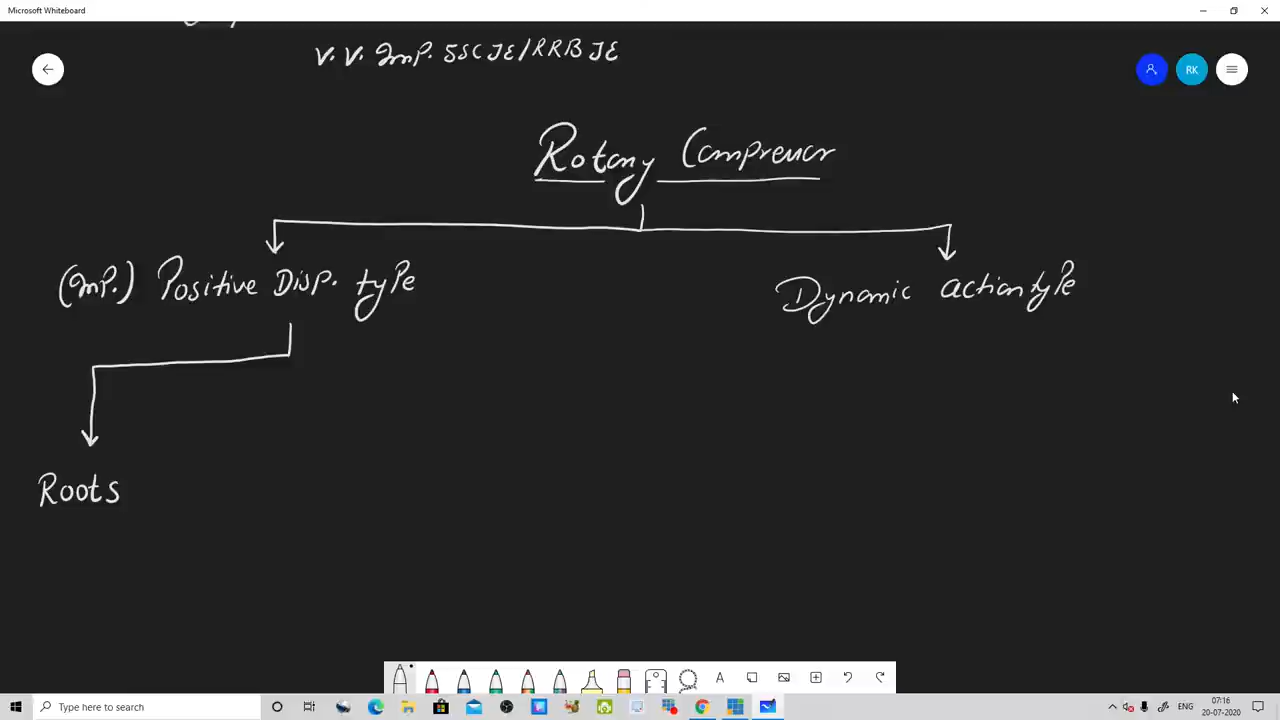 Microsoft Whiteboard
V. V. Imp. SSC JE/RRB JE
RK
Rotary Compressor
(Imp.) Positive Disp. type
Dynamic action type
Roots
A
Type here to search
ENG
07:16
20-07-2020